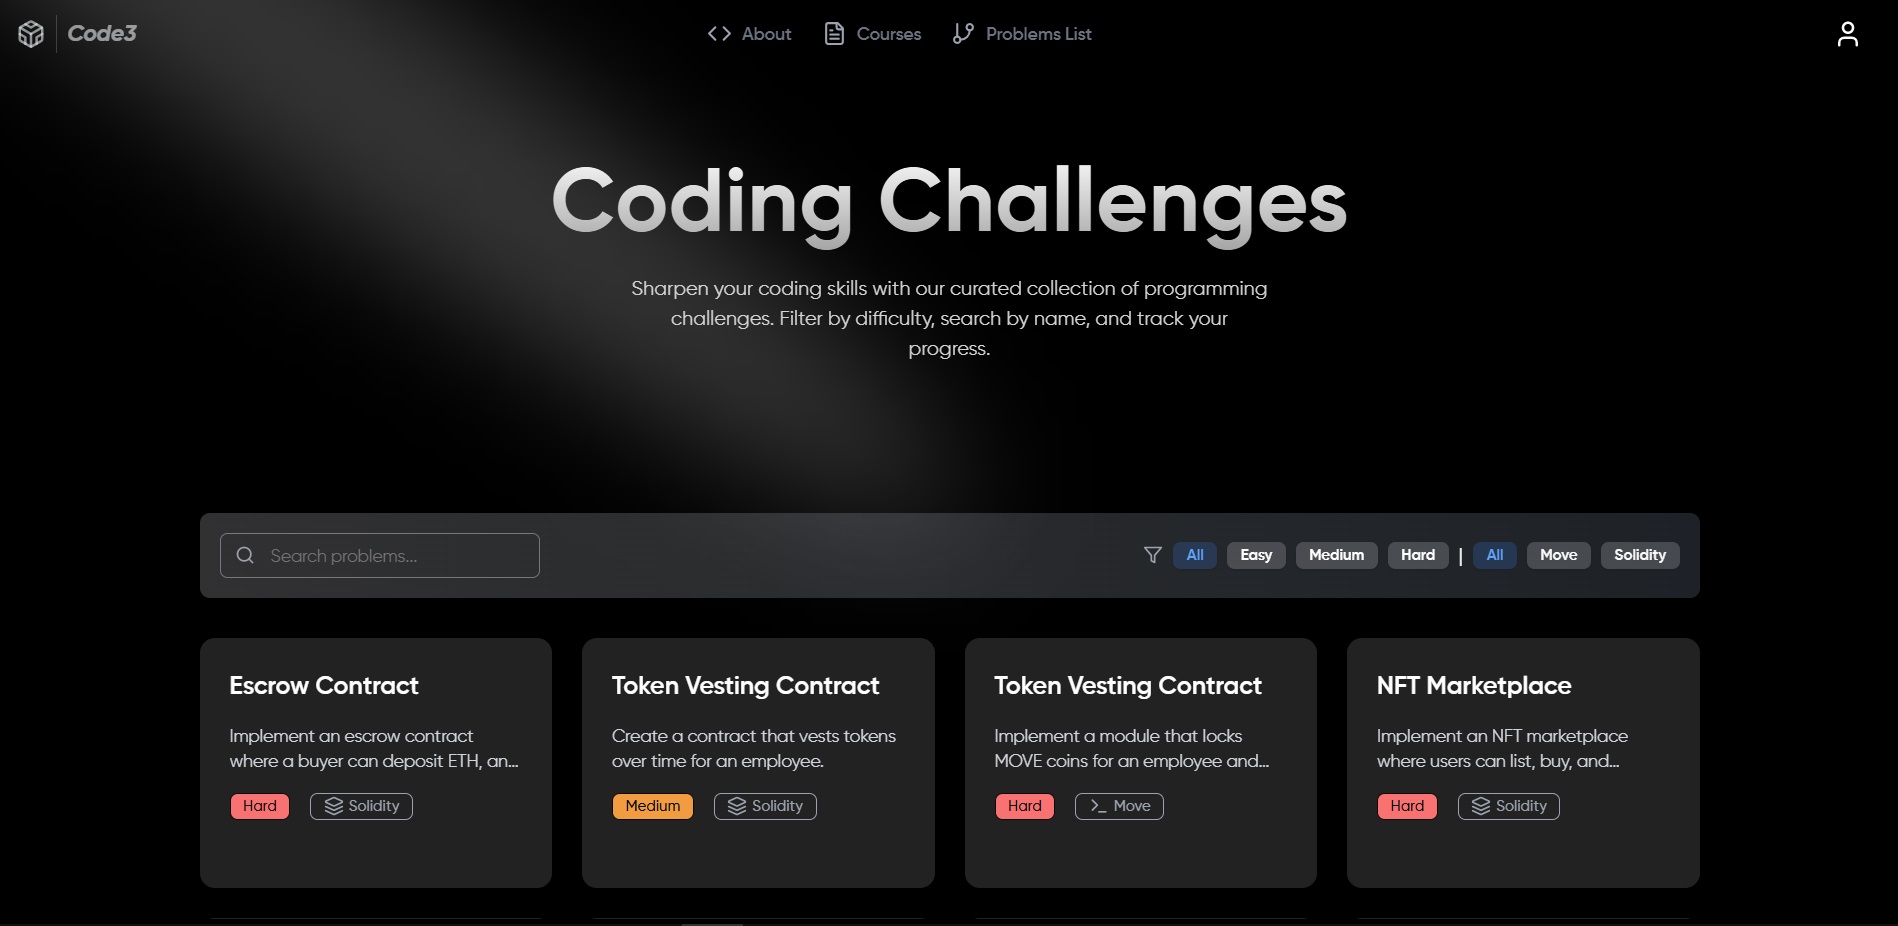 Code3
About
Courses
Problems List
Coding Challenges
Sharpen your coding skills with our curated collection of programming
challenges. Filter by difficulty, search by name, and track your
progress.
Search problems...
All
Easy
Medium
Hard
|
All
Move
Solidity
Escrow Contract
Implement an escrow contract
where a buyer can deposit ETH, an...
Hard
Solidity
Token Vesting Contract
Create a contract that vests tokens
over time for an employee.
Medium
Solidity
Token Vesting Contract
Implement a module that locks
MOVE coins for an employee and...
Hard
Move
NFT Marketplace
Implement an NFT marketplace
where users can list, buy, and...
Hard
Solidity